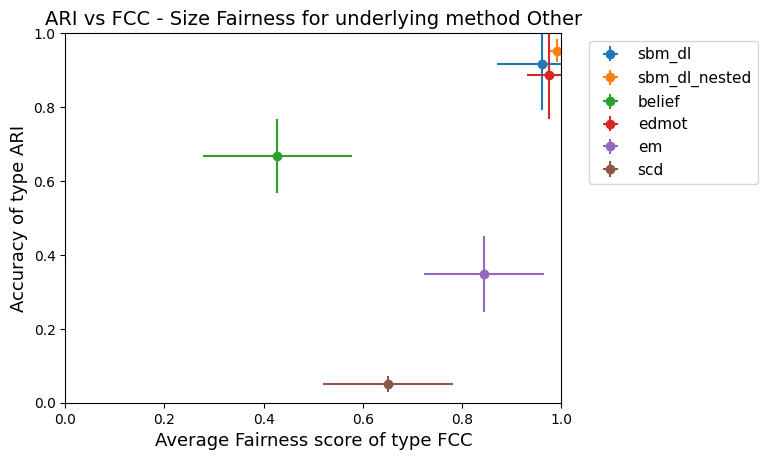 ARI vs FCC - Size Fairness for underlying method Other
1.0
0.8
0.6
0.4
0.2
0.0
Accuracy of type ARI
0.0 0.2 0.4 0.6 0.8 1.0
Average Fairness score of type FCC
sbm_dl
sbm_dl_nested
belief
edmot
em
scd